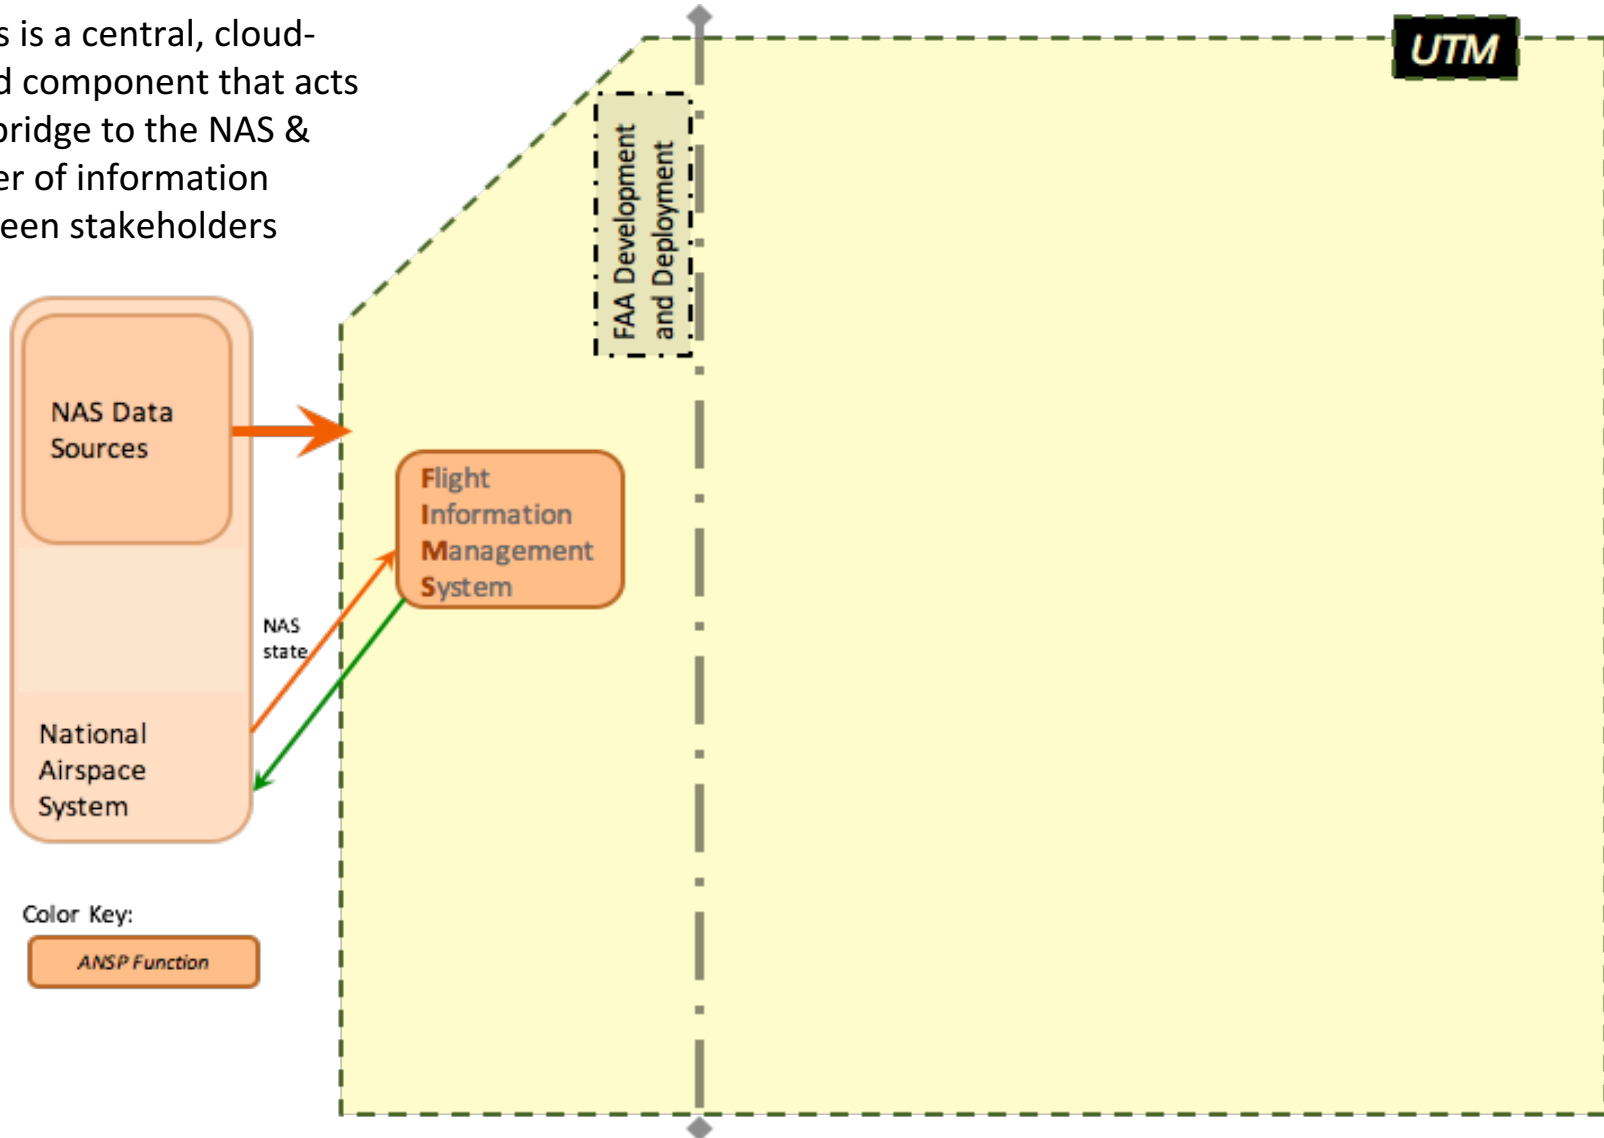 s is a central, cloud-
d component that acts
bridge to the NAS &
er of information
een stakeholders
UTM
FAA Development
and Deployment
NAS Data
Sources
Flight
Information
Management
System
NAS
state
National
Airspace
System
Color Key:
ANSP Function